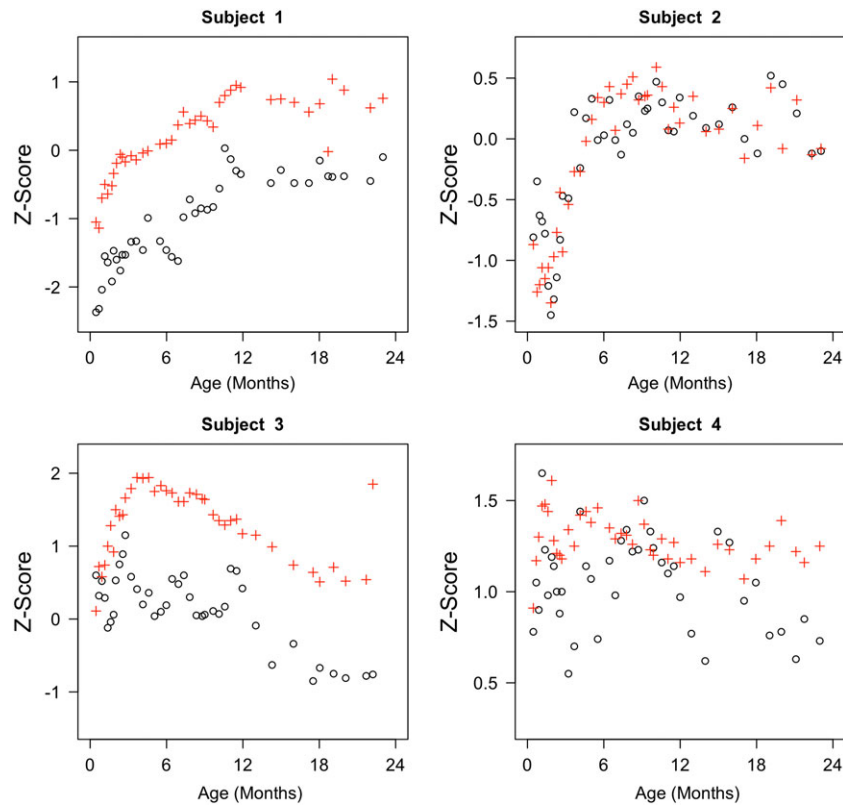 Subject 1
Subject 2
Z-Score
1
0
-1
-2
0 6 12 18 24
Age (Months)
Z-Score
0.5
0.0
-0.5
-1.0
-1.5
0 6 12 18 24
Age (Months)
Subject 3
Subject 4
Z-Score
2
1
0
-1
0 6 12 18 24
Age (Months)
Z-Score
1.5
1.0
0.5
0 6 12 18 24
Age (Months)